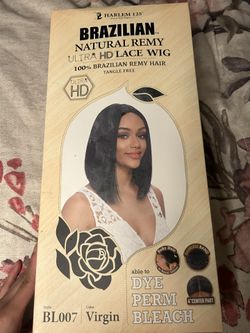 HARLEM 125
BRAZILIAN
NATURAL REMY
ULTRA HD LACE WIG
100% BRAZILIAN REMY HAIR
TANGLE FREE
ULTRA
HD
4" CENTER PART
able to
DYE
PERM
BLEACH
Style
BL007
Color
Virgin